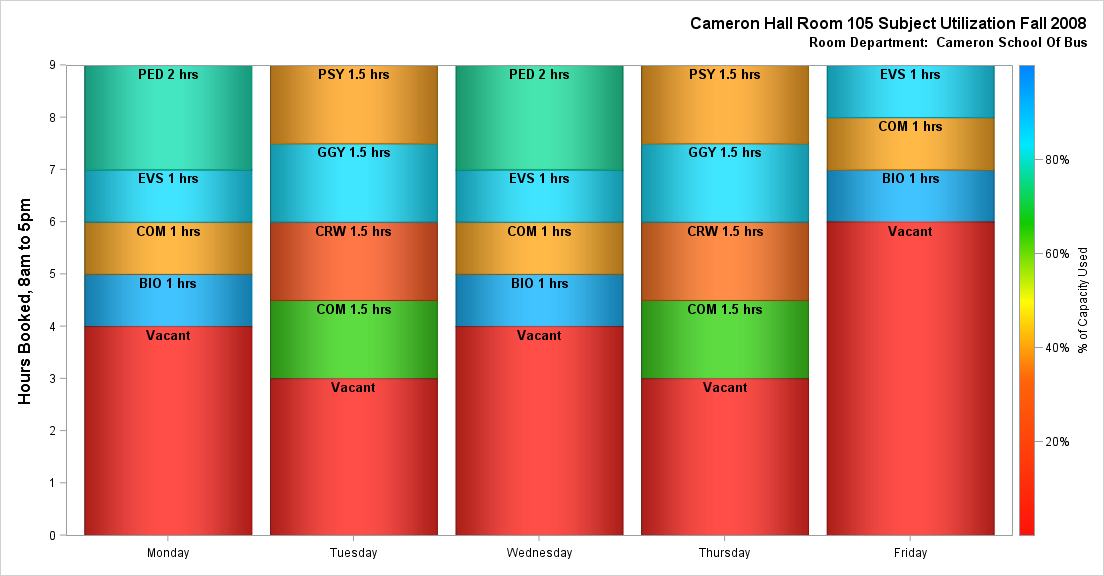 Cameron Hall Room 105 Subject Utilization Fall 2008
Room Department:  Cameron School Of Bus
Hours Booked, 8am to 5pm
9
8
7
6
5
4
3
2
1
0
PED 2 hrs
EVS 1 hrs
COM 1 hrs
BIO 1 hrs
Vacant
Monday
PSY 1.5 hrs
GGY 1.5 hrs
CRW 1.5 hrs
COM 1.5 hrs
Vacant
Tuesday
PED 2 hrs
EVS 1 hrs
COM 1 hrs
BIO 1 hrs
Vacant
Wednesday
PSY 1.5 hrs
GGY 1.5 hrs
CRW 1.5 hrs
COM 1.5 hrs
Vacant
Thursday
EVS 1 hrs
COM 1 hrs
BIO 1 hrs
Vacant
Friday
80%
60%
40%
20%
% of Capacity Used